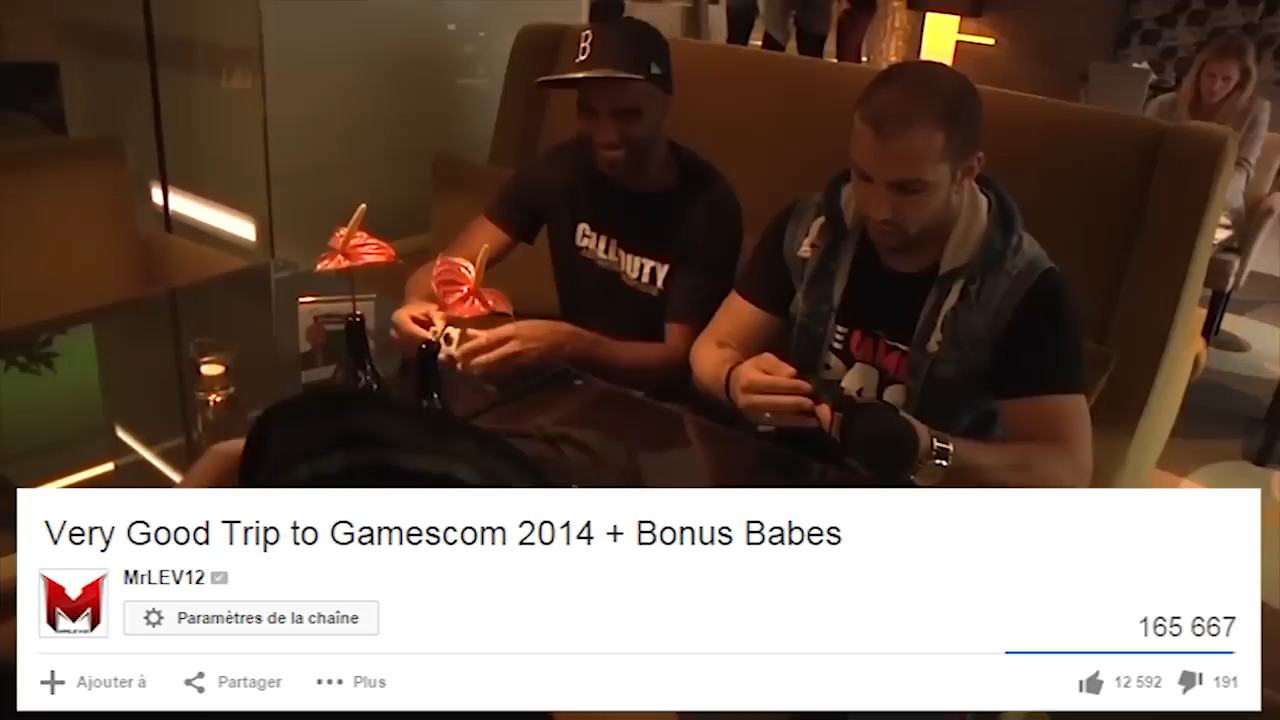 B
CALL DUTY
Very Good Trip to Gamescom 2014 + Bonus Babes
MrLEV12
Paramètres de la chaîne
165 667
Ajouter à
Partager
Plus
12 592
191